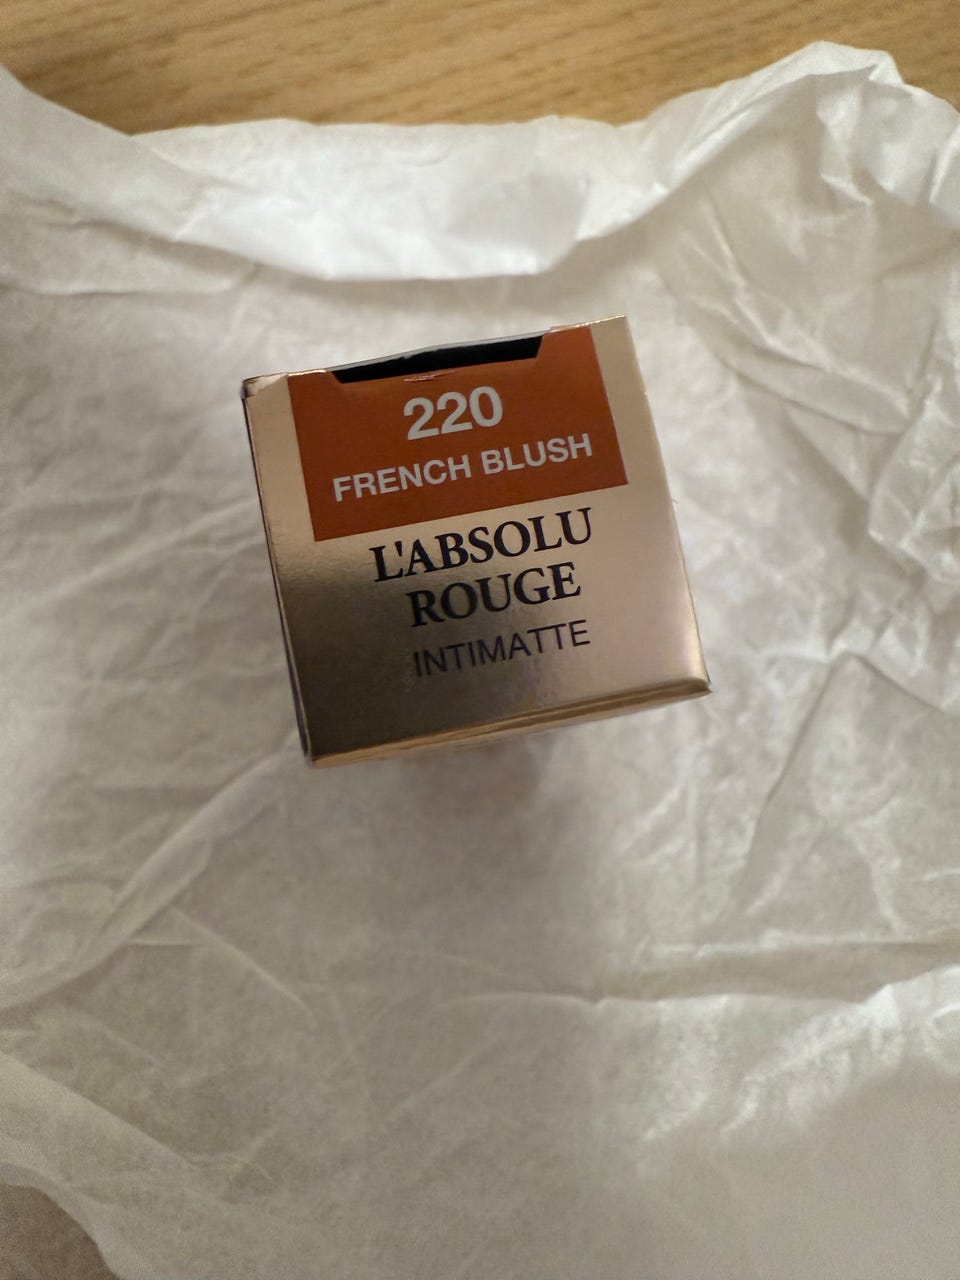 220
FRENCH BLUSH
L'ABSOLU
ROUGE
INTIMATTE